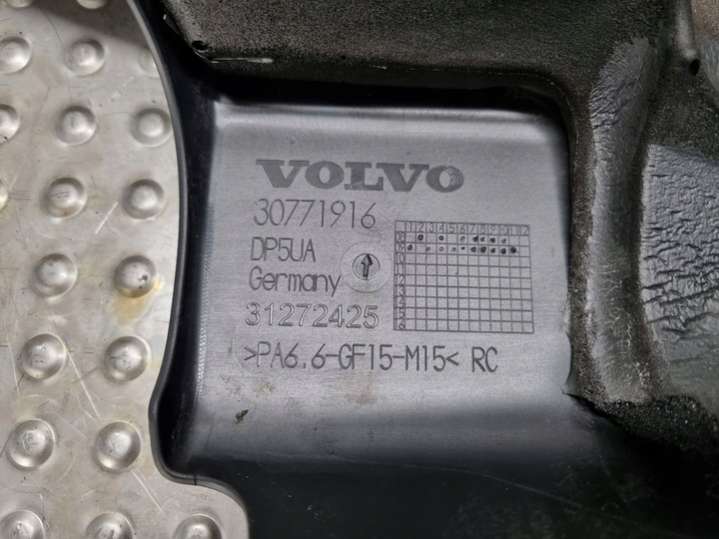 VOLVO
30771916
DP5UA
Germany
31272425
>PA6.6-GF15-M15< RC